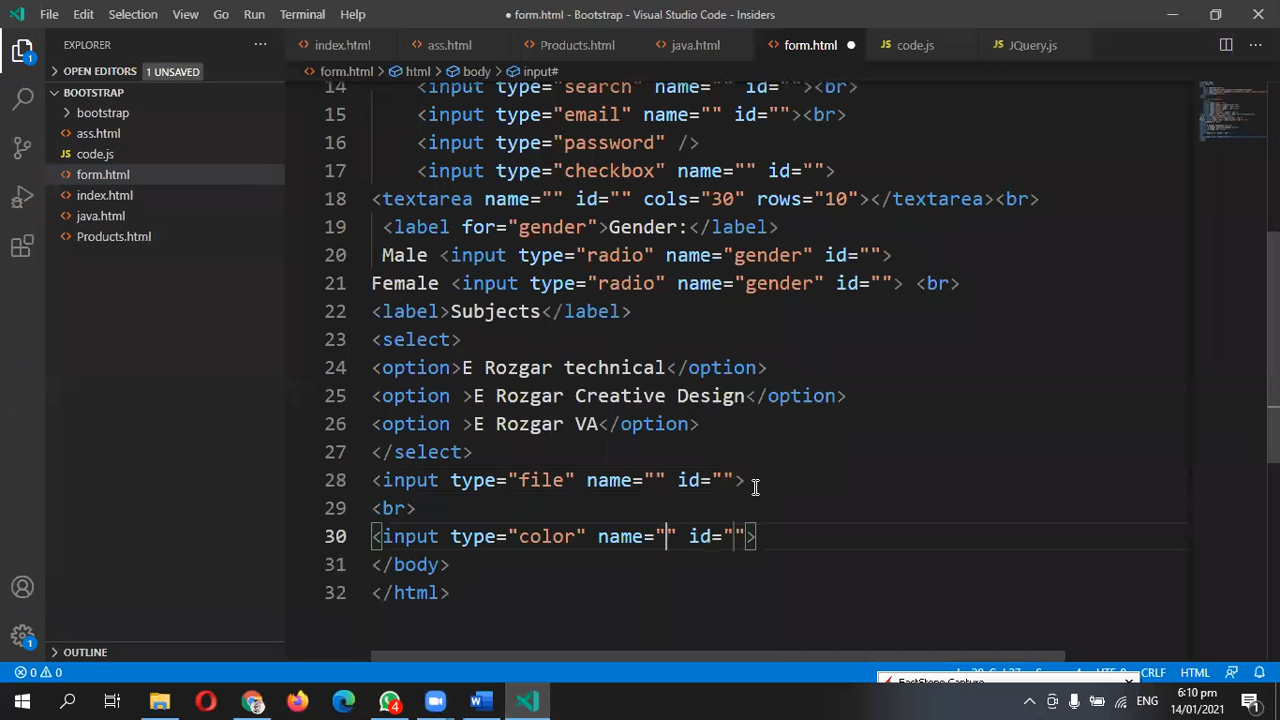 File Edit Selection View Go Run Terminal Help
● form.html - Bootstrap - Visual Studio Code - Insiders
EXPLORER
index.html
ass.html
Products.html
java.html
form.html
code.js
JQuery.js
OPEN EDITORS 1 UNSAVED
form.html > html > body > input#
BOOTSTRAP
bootstrap
ass.html
code.js
form.html
index.html
java.html
Products.html
14 <input type="search" name="" id=""><br>
15 <input type="email" name="" id=""><br>
16 <input type="password" />
17 <input type="checkbox" name="" id="">
18 <textarea name="" id="" cols="30" rows="10"></textarea><br>
19 <label for="gender">Gender:</label>
20 Male <input type="radio" name="gender" id="">
21 Female <input type="radio" name="gender" id=""> <br>
22 <label>Subjects</label>
23 <select>
24 <option>E Rozgar technical</option>
25 <option >E Rozgar Creative Design</option>
26 <option >E Rozgar VA</option>
27 </select>
28 <input type="file" name="" id="">
29 <br>
30 <input type="color" name="" id="">
31 </body>
32 </html>
1
1
OUTLINE
0 0
CRLF HTML
4
ENG
6:10 pm
14/01/2021
1